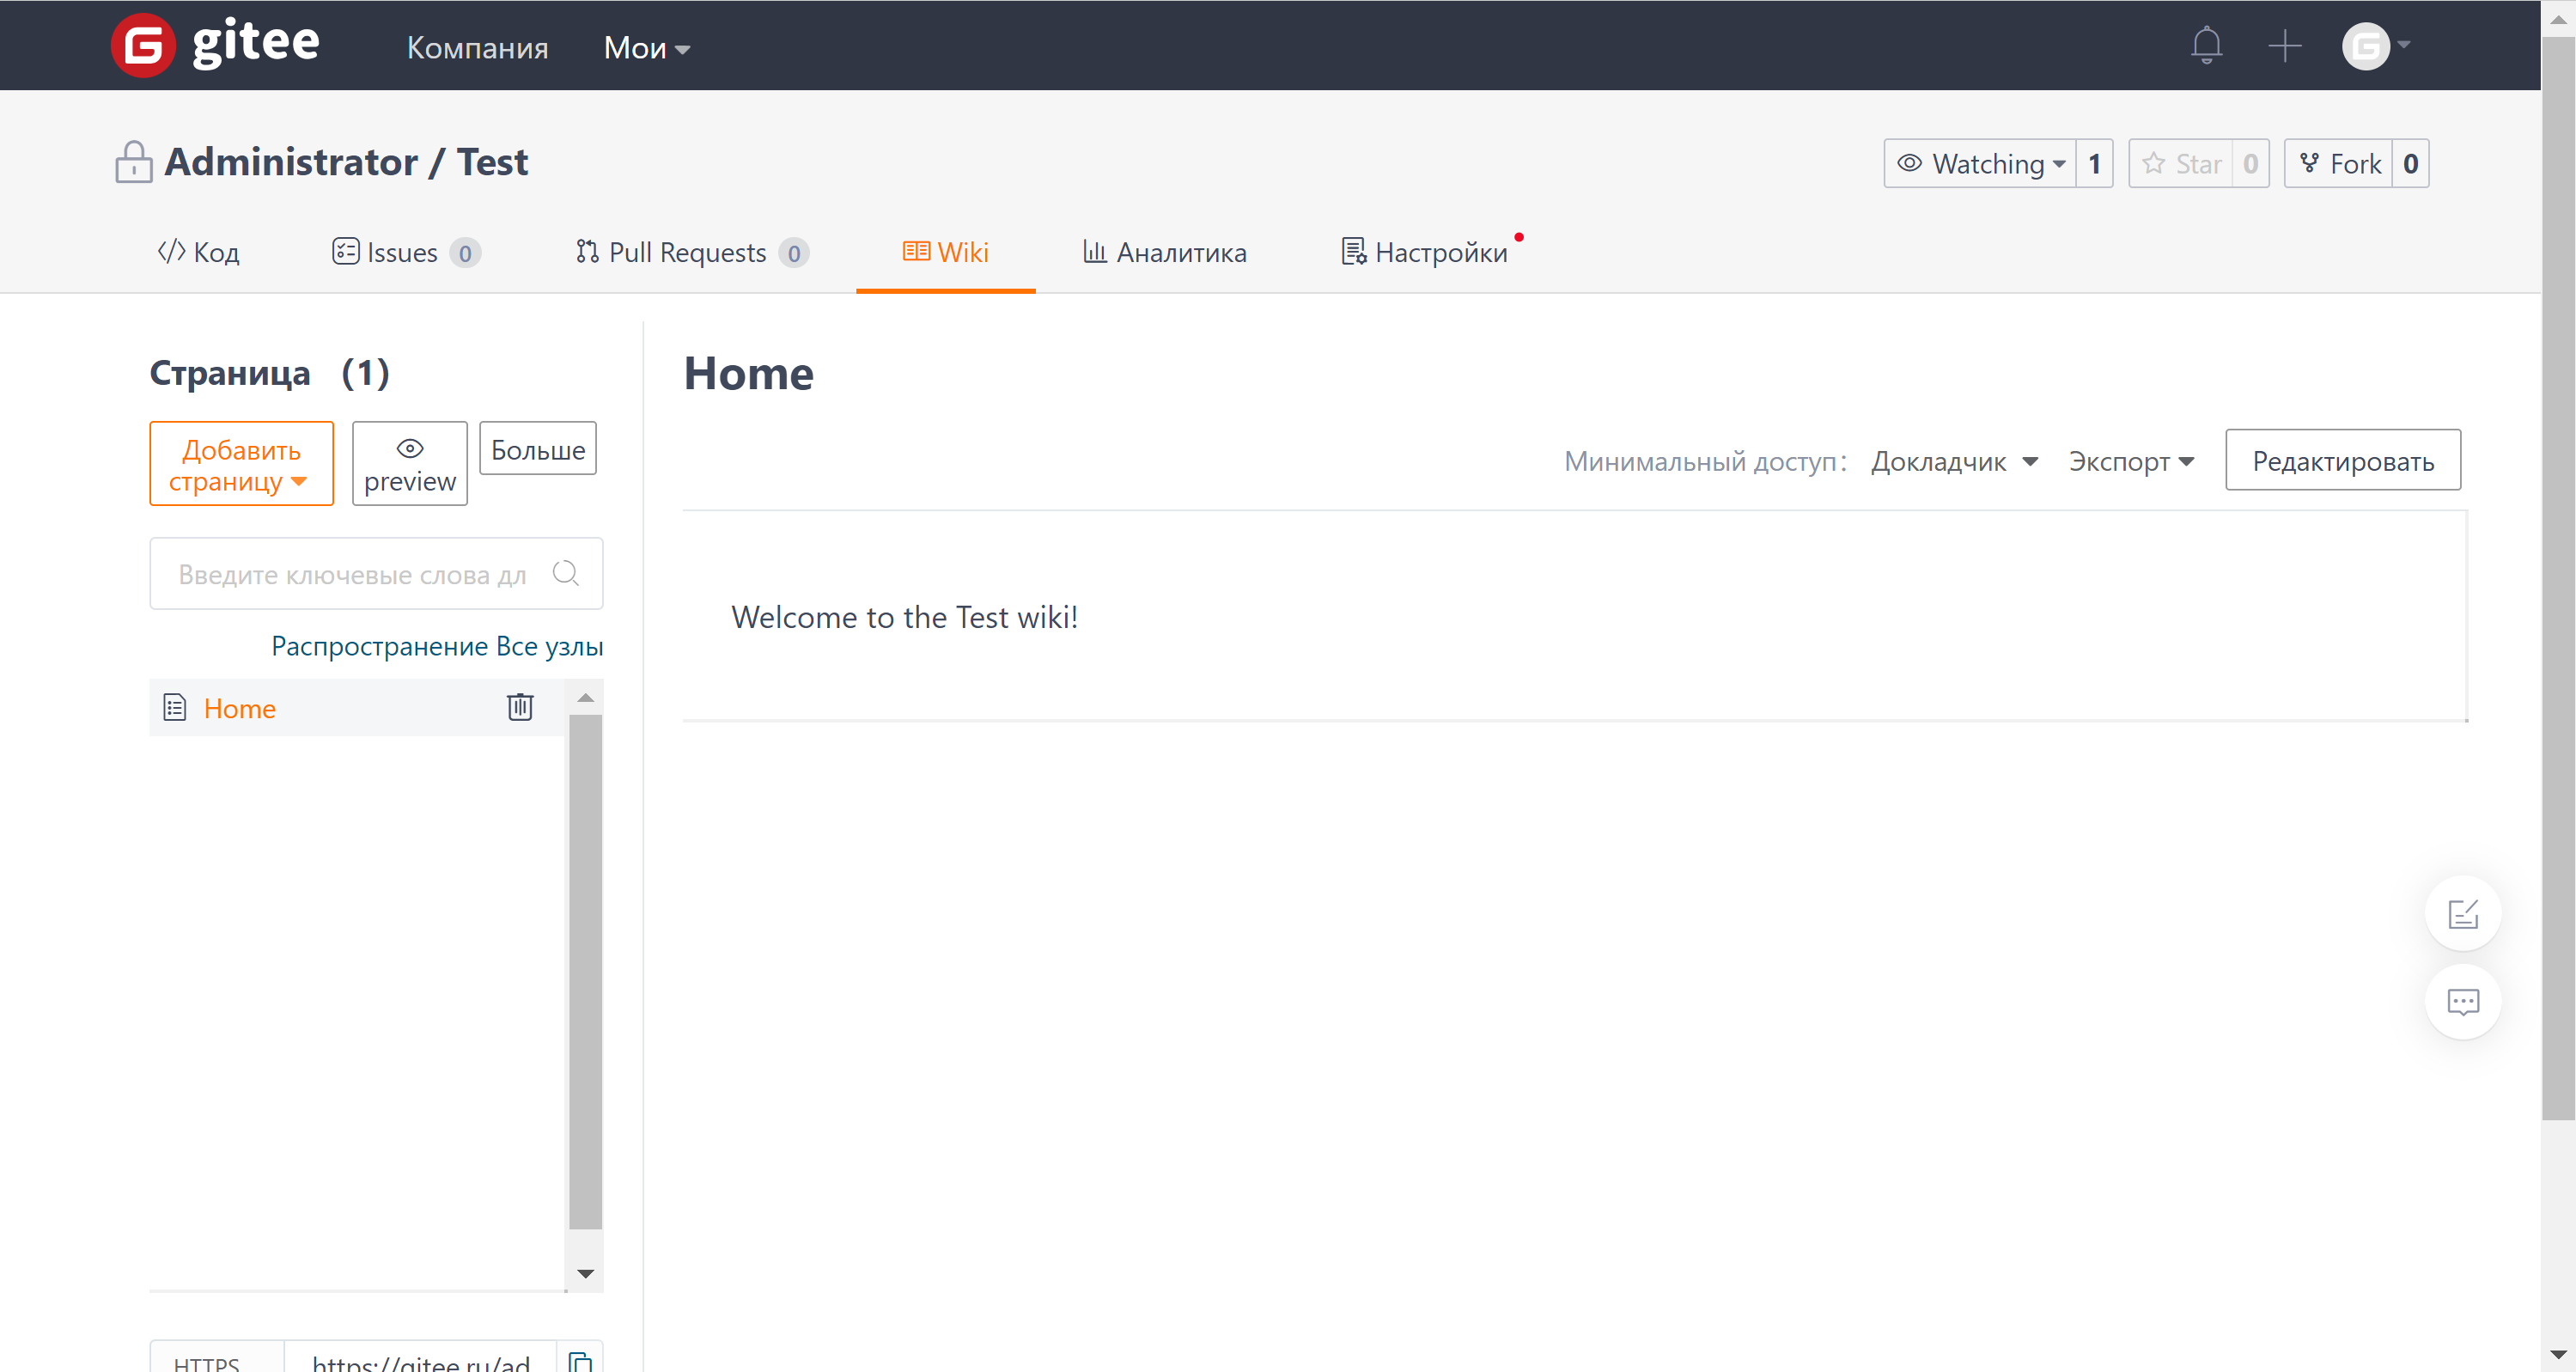 gitee Компания Мои
Administrator / Test
Watching 1 Star 0 Fork 0
Код Issues 0 Pull Requests 0 Wiki Аналитика Настройки
Страница (1)
Добавить
страницу
preview
Больше
Введите ключевые слова дл
Распространение Все узлы
Home
HTTPS https://gitee.ru/ad
Home
Минимальный доступ: Докладчик Экспорт Редактировать
Welcome to the Test wiki!